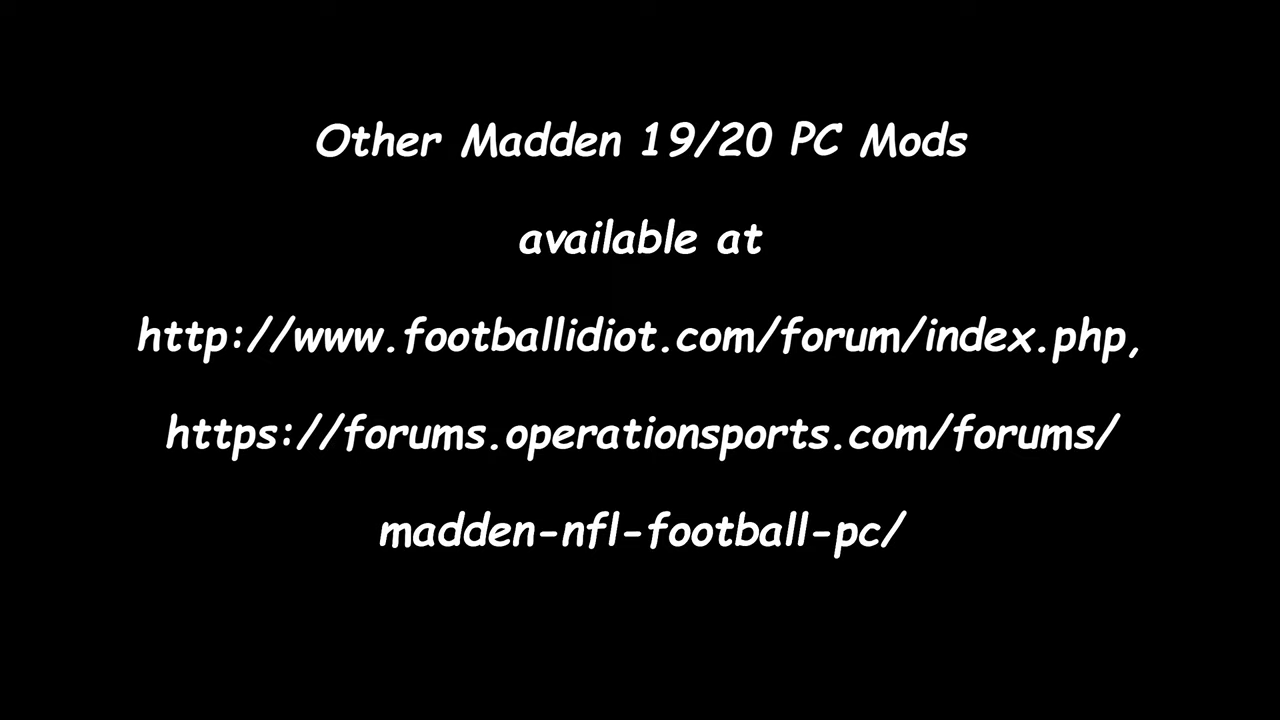 Other Madden 19/20 PC Mods
available at
http://www.footballidiot.com/forum/index.php,
https://forums.operationsports.com/forums/
madden-nfl-football-pc/